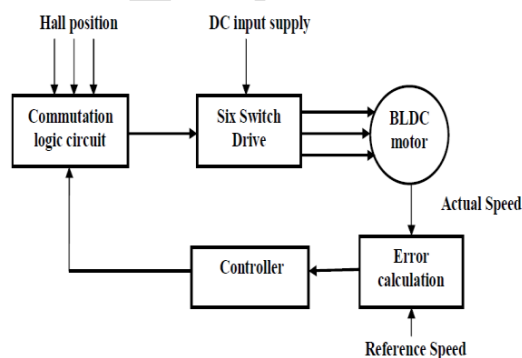 Hall position
DC input supply
Commutation
logic circuit
Six Switch
Drive
BLDC
motor
Actual Speed
Controller
Error
calculation
Reference Speed